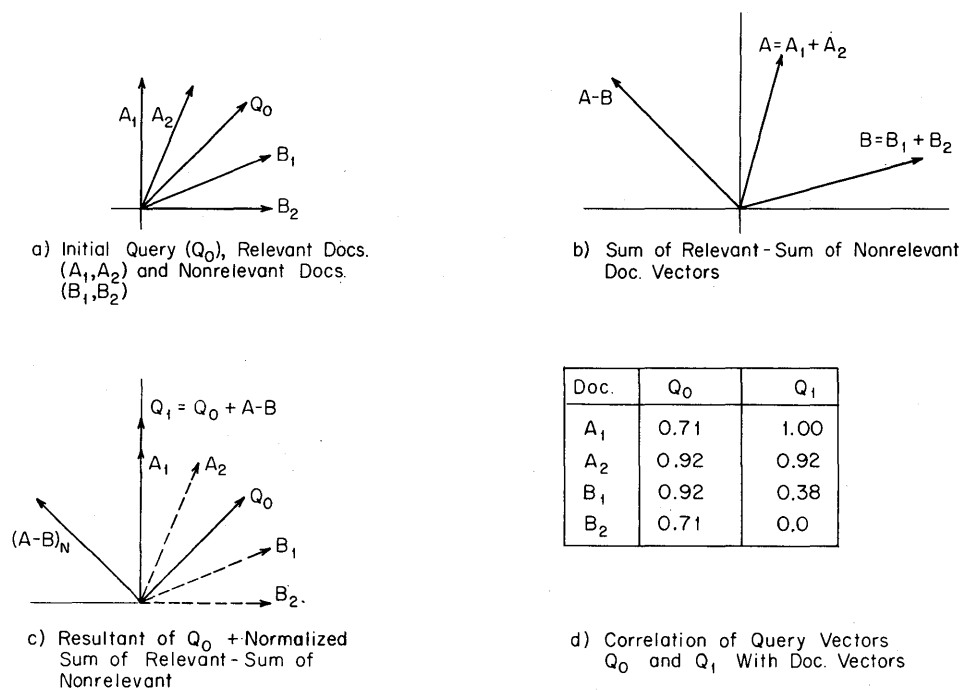 A₁
A₂
Q₀
B₁
B₂
a) Initial Query (Q₀), Relevant Docs.
(A₁,A₂) and Nonrelevant Docs.
(B₁,B₂)
A-B
A=A₁+A₂
B=B₁+B₂
b) Sum of Relevant-Sum of Nonrelevant
Doc. Vectors
Q₁ = Q₀ + A-B
A₁
A₂
Q₀
(A-B)N
B₁
B₂.
c) Resultant of Q₀ + Normalized
Sum of Relevant-Sum of
Nonrelevant
Doc. Q₀ Q₁
A₁ 0.71 1.00
A₂ 0.92 0.92
B₁ 0.92 0.38
B₂ 0.71 0.0
d) Correlation of Query Vectors
Q₀ and Q₁ With Doc. Vectors